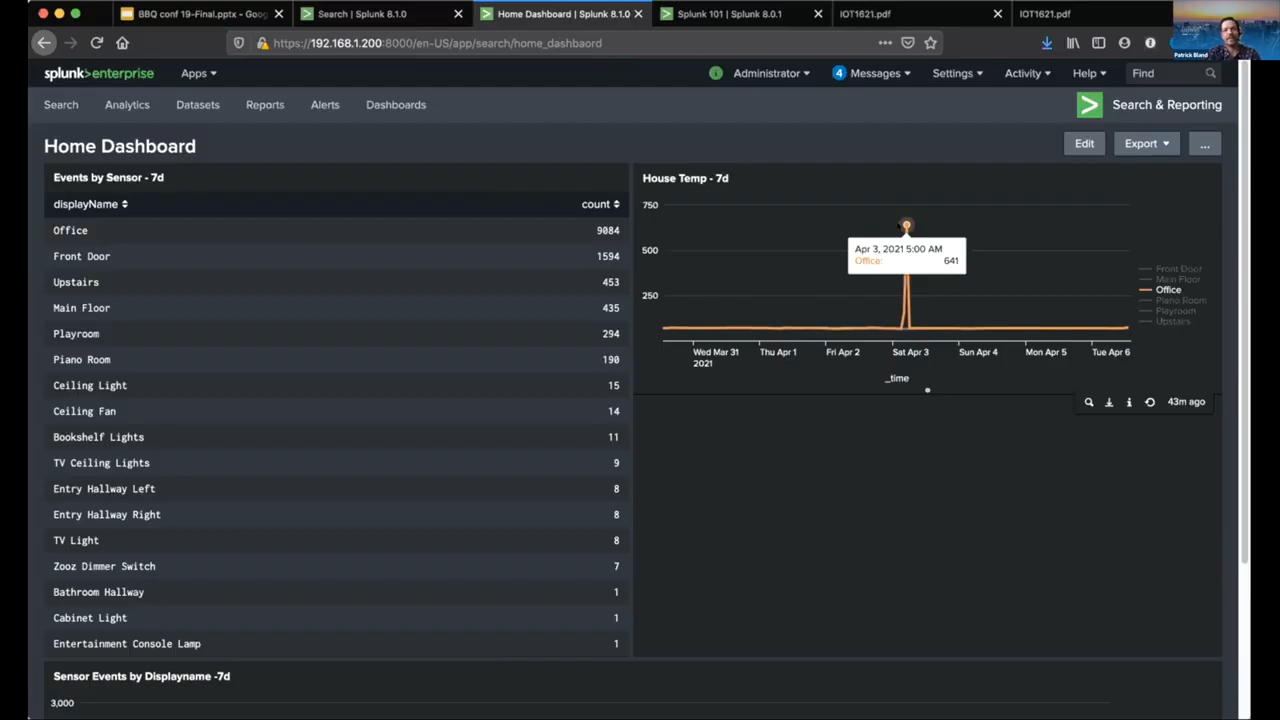 BBQ conf 19-Final.pptx - Goog
Search | Splunk 8.1.0
Home Dashboard | Splunk 8.1.0
Splunk 101 | Splunk 8.0.1
IOT1621.pdf
IOT1621.pdf
https://192.168.1.200:8000/en-US/app/search/home_dashbaord
Patrick Bland
splunk>enterprise
Apps
Administrator
4 Messages
Settings
Activity
Help
Find
Search
Analytics
Datasets
Reports
Alerts
Dashboards
Search & Reporting
Home Dashboard
Edit
Export
...
Events by Sensor - 7d
displayName
count
Office 9084
Front Door 1594
Upstairs 453
Main Floor 435
Playroom 294
Piano Room 190
Ceiling Light 15
Ceiling Fan 14
Bookshelf Lights 11
TV Ceiling Lights 9
Entry Hallway Left 8
Entry Hallway Right 8
TV Light 8
Zooz Dimmer Switch 7
Bathroom Hallway 1
Cabinet Light 1
Entertainment Console Lamp 1
House Temp - 7d
750
500
250
Apr 3, 2021 5:00 AM
Office: 641
Front Door
Main Floor
Office
Piano Room
Playroom
Upstairs
Wed Mar 31
2021
Thu Apr 1
Fri Apr 2
Sat Apr 3
Sun Apr 4
Mon Apr 5
Tue Apr 6
_time
43m ago
Sensor Events by Displayname -7d
3,000